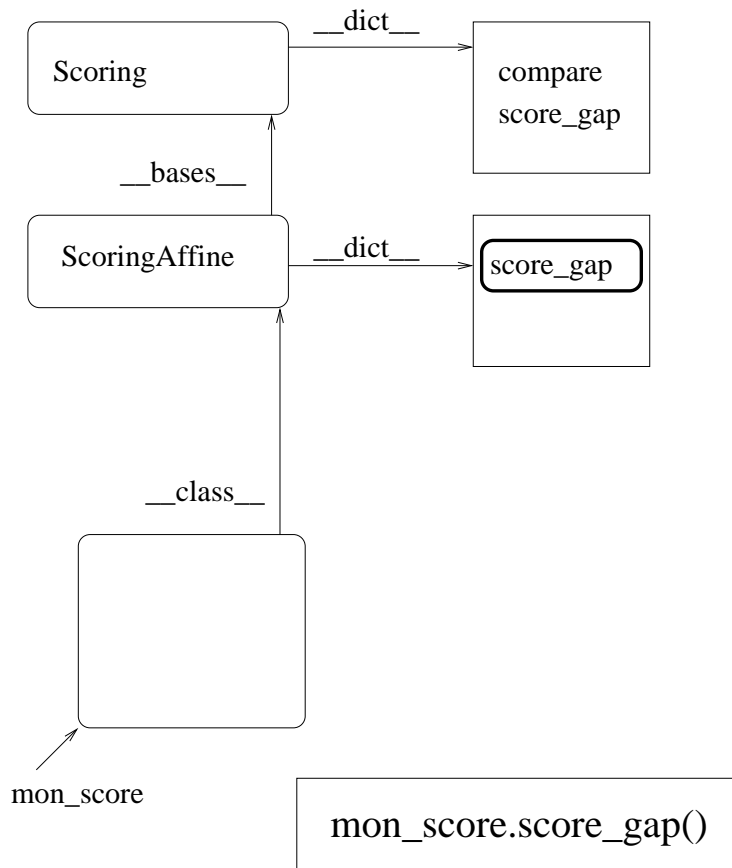 __dict__
Scoring
compare
score_gap
__bases__
ScoringAffine
__dict__
score_gap
__class__
mon_score
mon_score.score_gap()